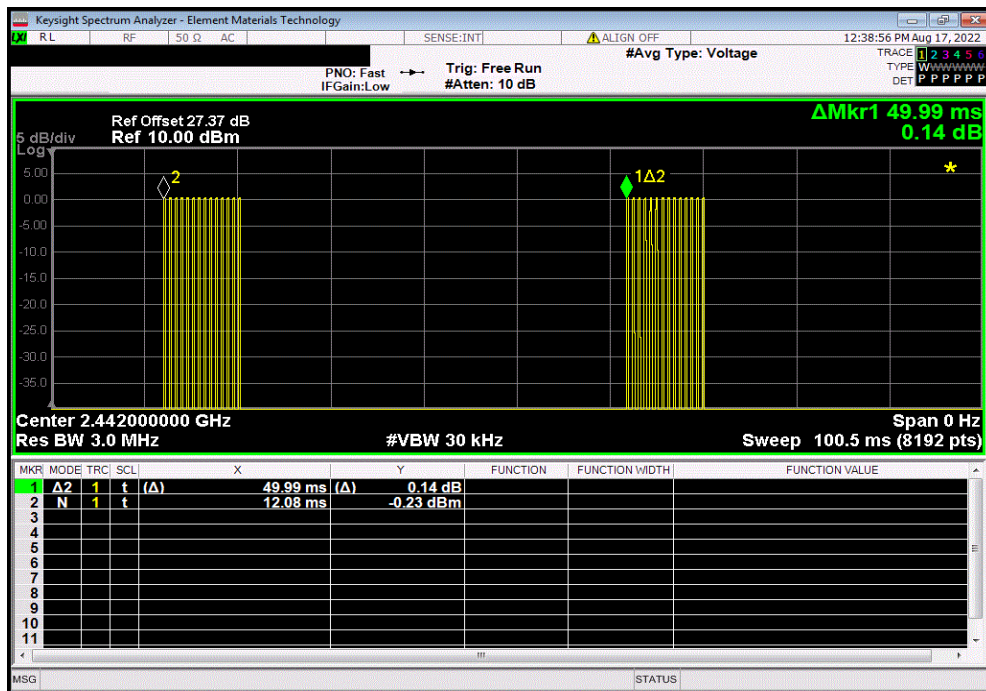 Keysight Spectrum Analyzer - Element Materials Technology
LXI RL RF 50 Ω AC SENSE:INT ALIGN OFF 12:38:56 PM Aug 17, 2022
#Avg Type: Voltage TRACE 1 2 3 4 5 6
PNO: Fast Trig: Free Run TYPE WWWWWW
IFGain:Low #Atten: 10 dB DET P P P P P P
ΔMkr1 49.99 ms
0.14 dB
Ref Offset 27.37 dB
5 dB/div Ref 10.00 dBm
Log
5.00
0.00
-5.00
-10.0
-15.0
-20.0
-25.0
-30.0
-35.0
2
1Δ2
*
Center 2.442000000 GHz Span 0 Hz
Res BW 3.0 MHz #VBW 30 kHz Sweep 100.5 ms (8192 pts)
MKR MODE TRC SCL X Y FUNCTION FUNCTION WIDTH FUNCTION VALUE
1 Δ2 1 t (Δ) 49.99 ms (Δ) 0.14 dB
2 N 1 t 12.08 ms -0.23 dBm
3
4
5
6
7
8
9
10
11
MSG STATUS